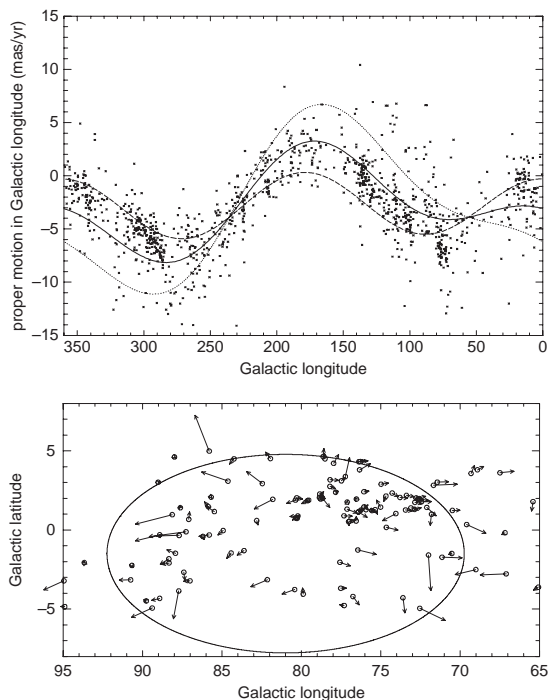 15
10
5
0
−5
−10
−15
proper motion in Galactic longitude (mas/yr)
360 300 250 200 150 100 50 0
Galactic longitude
5
0
−5
Galactic latitude
95 90 85 80 75 70 65
Galactic longitude